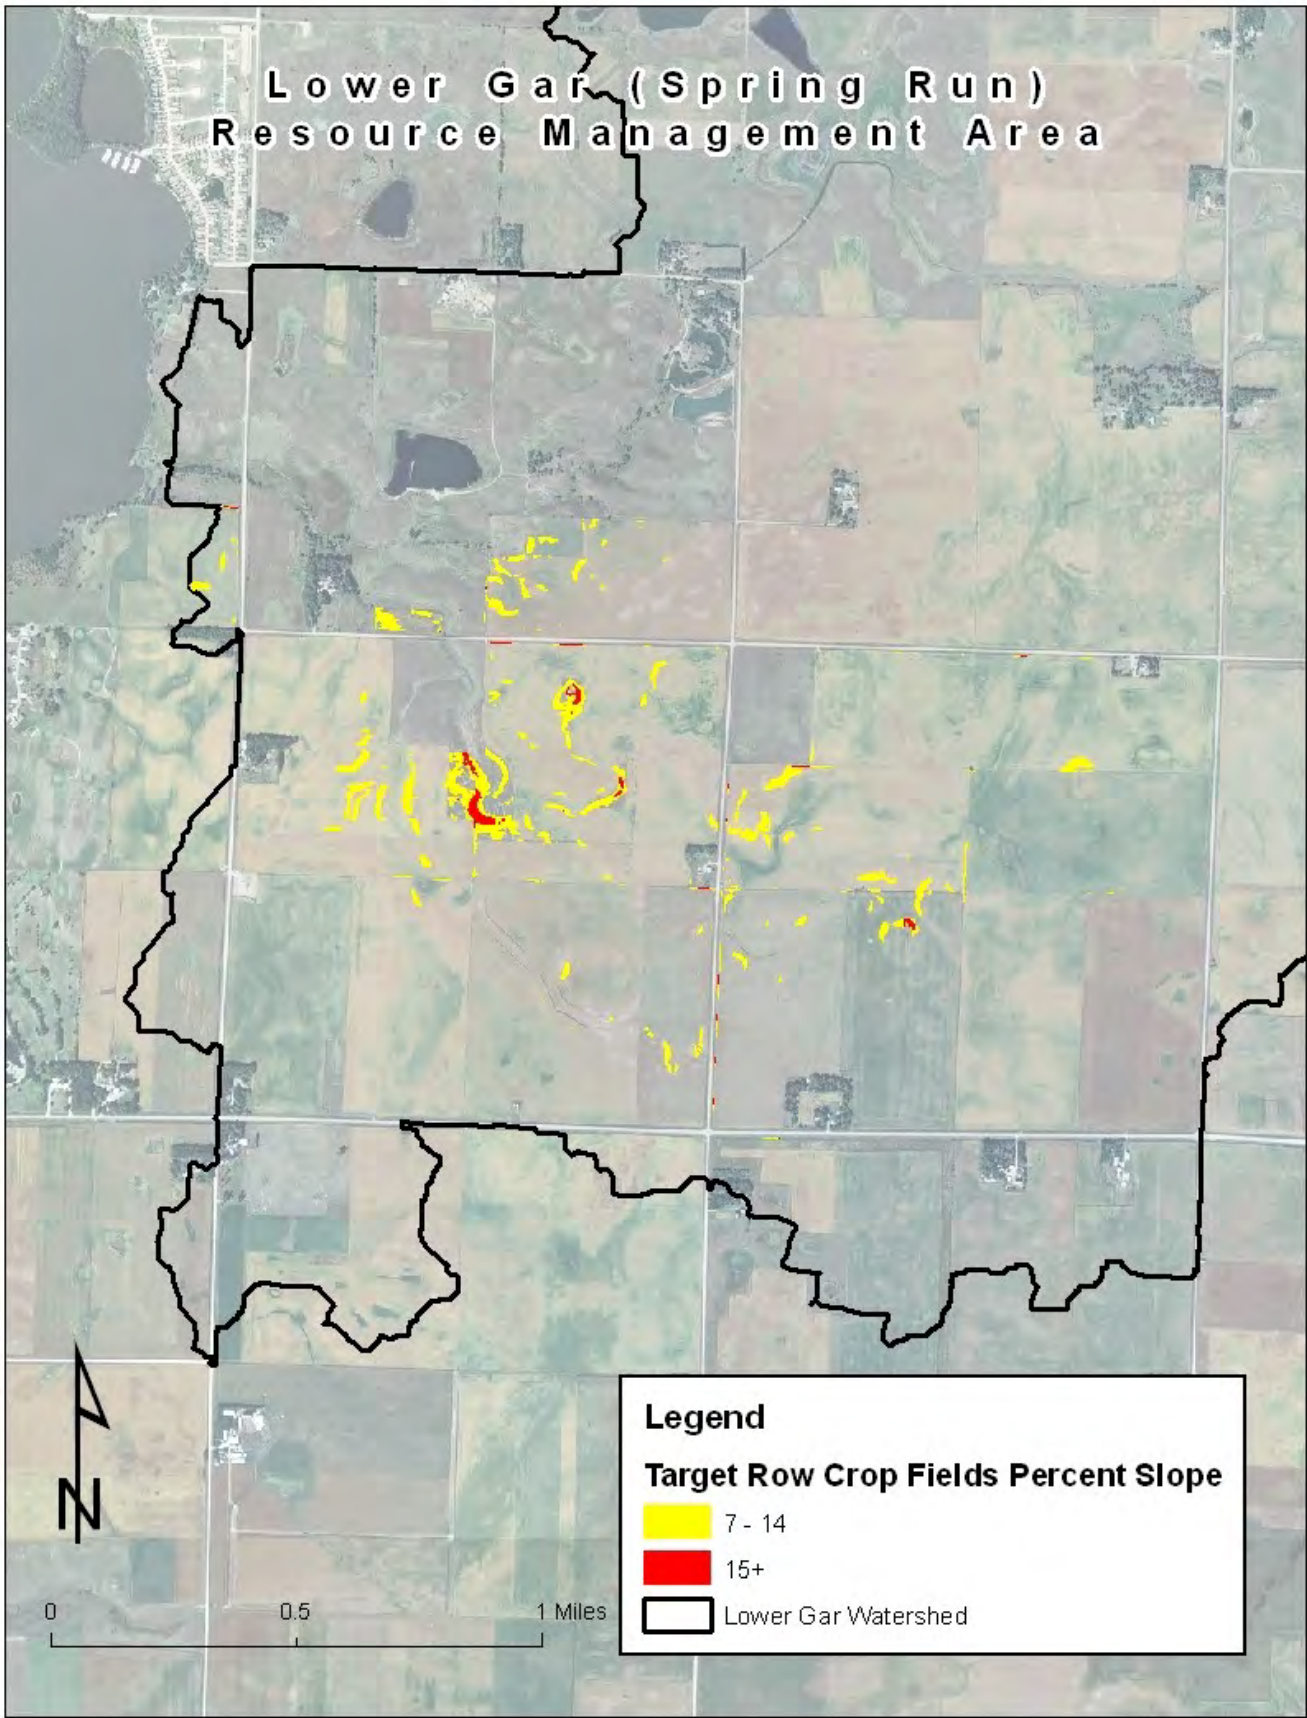 Lower Gar (Spring Run)
Resource Management Area
Legend
Target Row Crop Fields Percent Slope
7 - 14
15+
Lower Gar Watershed
N
0 0.5 1 Miles